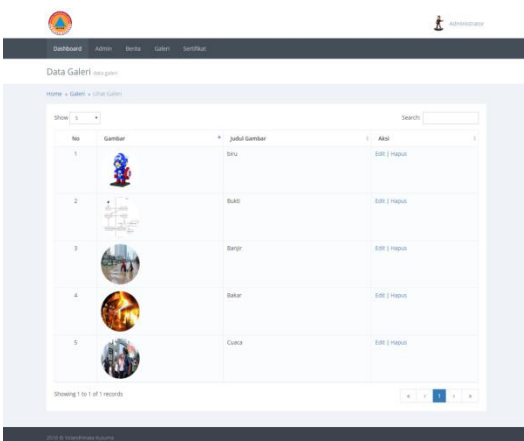 Administrator
Dashboard Admin Berita Galeri Sertifikat
Data Galeri data galeri
Home Galeri Lihat Galeri
Show 5 Search:
No Gambar Judul Gambar Aksi
1 biru Edit | Hapus
2 Bukti Edit | Hapus
3 Banjir Edit | Hapus
4 Bakar Edit | Hapus
5 Cuaca Edit | Hapus
Showing 1 to 1 of 1 records
« ‹ 1 › »